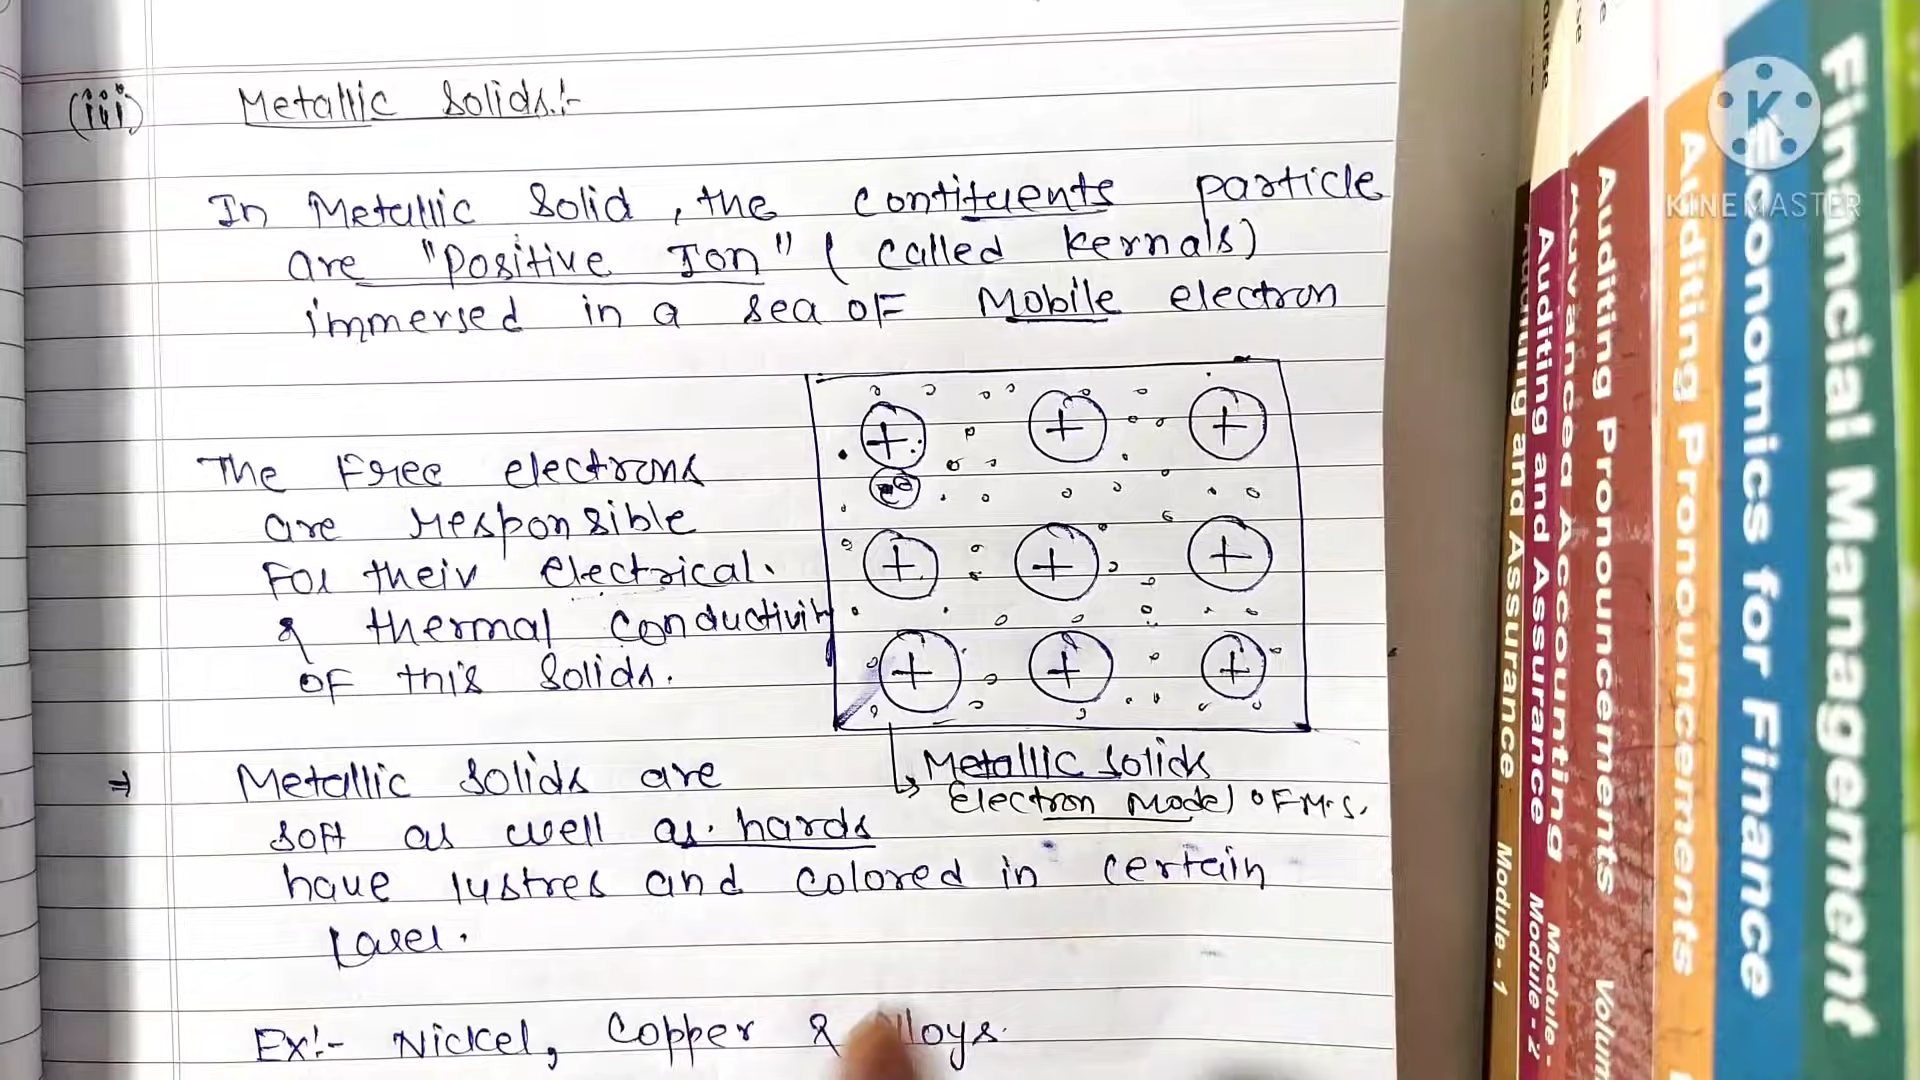 (iii) Metallic Solids:-
In Metallic Solid, the contituents particle
are "Positive Ion" (called kernals)
immersed in a sea of Mobile electron
The Free electrons
are responsible
For their electrical
& thermal conductivity
of this Solids.
Metallic Solids
Electron Model of M.S.
⇒ Metallic Solids are
soft as well as hards
have lustres and colored in certain
Ex:- Nickel, Copper & alloys.
KINEMASTER
Financial Management
Economics for Finance
Auditing Pronouncements
Auditing Pronouncements
Advanced Accounting
Auditing and Assurance Module - 2
Auditing and Assurance Module - 1